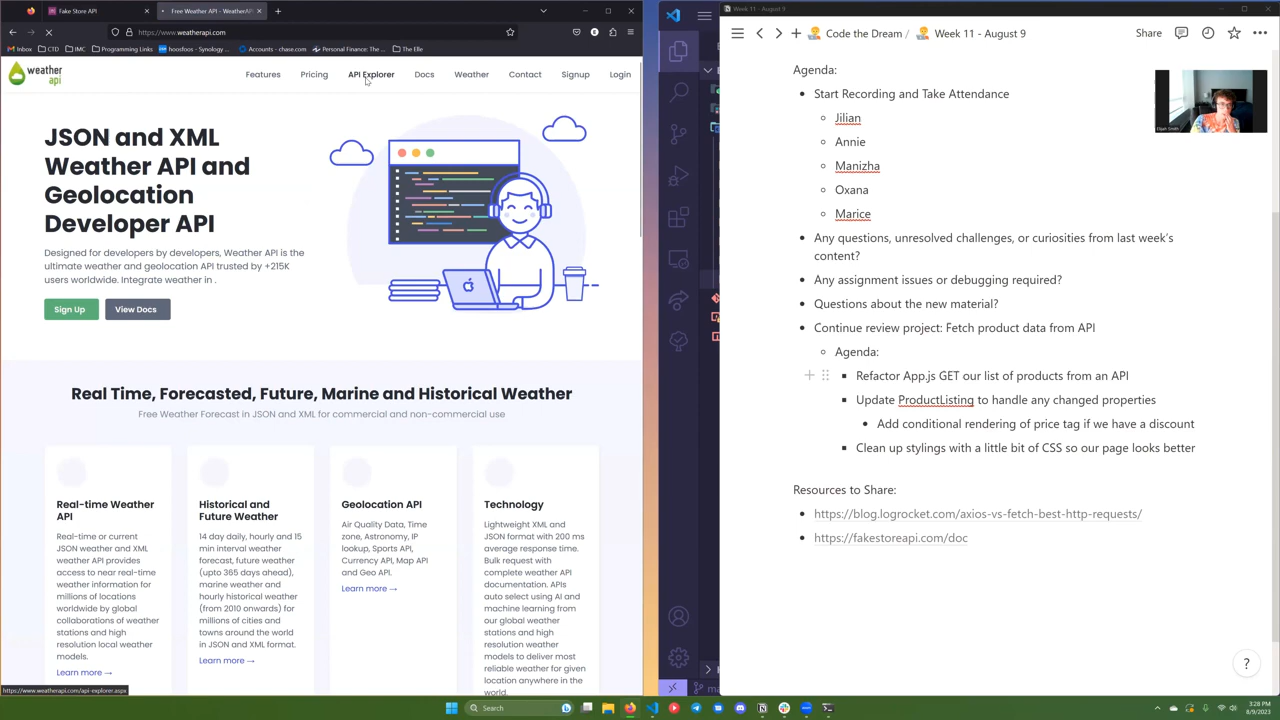 Fake Store API
Free Weather API - WeatherAPI
https://www.weatherapi.com
Inbox
CTD
IMC
Programming Links
hoofoos - Synology ...
Accounts - chase.com
Personal Finance: The ...
The Elle
weather
api
Features
Pricing
API Explorer
Docs
Weather
Contact
Signup
Login
JSON and XML
Weather API and
Geolocation
Developer API
Designed for developers by developers, Weather API is the
ultimate weather and geolocation API trusted by +215K
users worldwide. Integrate weather in .
Sign Up
View Docs
Real Time, Forecasted, Future, Marine and Historical Weather
Free Weather Forecast in JSON and XML for commercial and non-commercial use
Real-time Weather
API
Real-time or current
JSON weather and XML
weather API provides
access to near real-time
weather information for
millions of locations
worldwide by global
collaborations of weather
stations and high
resolution local weather
models.
Learn more →
Historical and
Future Weather
14 day daily, hourly and 15
min interval weather
forecast, future weather
(upto 365 days ahead),
marine weather and
hourly historical weather
(from 2010 onwards) for
millions of cities and
towns around the world
in JSON and XML format.
Learn more →
Geolocation API
Air Quality Data, Time
zone, Astronomy, IP
lookup, Sports API,
Currency API, Map API
and Geo API.
Learn more →
Technology
Lightweight XML and
JSON format with 200 ms
average response time.
Bulk request with
complete weather API
documentation. APIs
auto select using AI and
machine learning from
our global weather
stations and high
resolution weather
models to deliver most
reliable weather for given
location anywhere in the
world.
https://www.weatherapi.com/api-explorer.aspx
Week 11 - August 9
Code the Dream / Week 11 - August 9
Share
Agenda:
Start Recording and Take Attendance
Jilian
Annie
Manizha
Oxana
Marice
Any questions, unresolved challenges, or curiosities from last week's
content?
Any assignment issues or debugging required?
Questions about the new material?
Continue review project: Fetch product data from API
Agenda:
Refactor App.js GET our list of products from an API
Update ProductListing to handle any changed properties
Add conditional rendering of price tag if we have a discount
Clean up stylings with a little bit of CSS so our page looks better
Resources to Share:
https://blog.logrocket.com/axios-vs-fetch-best-http-requests/
https://fakestoreapi.com/doc
Elijah Smith
?
Search
3:28 PM
8/9/2023